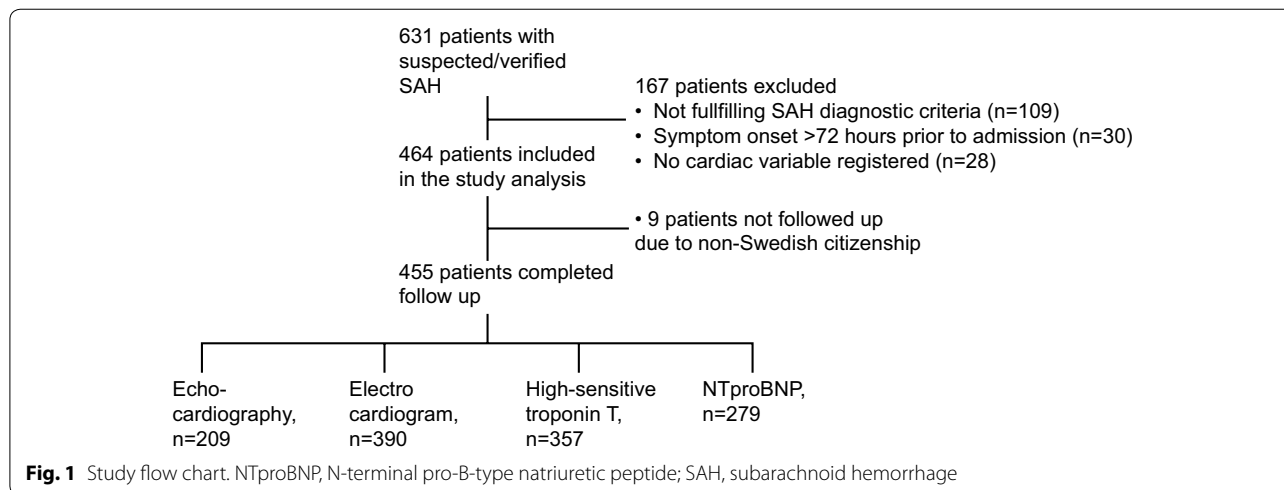 631 patients with
suspected/verified
SAH
167 patients excluded
• Not fullfilling SAH diagnostic criteria (n=109)
• Symptom onset >72 hours prior to admission (n=30)
• No cardiac variable registered (n=28)
464 patients included
in the study analysis
• 9 patients not followed up
due to non-Swedish citizenship
455 patients completed
follow up
Echo-
cardiography,
n=209
Electro
cardiogram,
n=390
High-sensitive
troponin T,
n=357
NTproBNP,
n=279
Fig. 1 Study flow chart. NTproBNP, N-terminal pro-B-type natriuretic peptide; SAH, subarachnoid hemorrhage